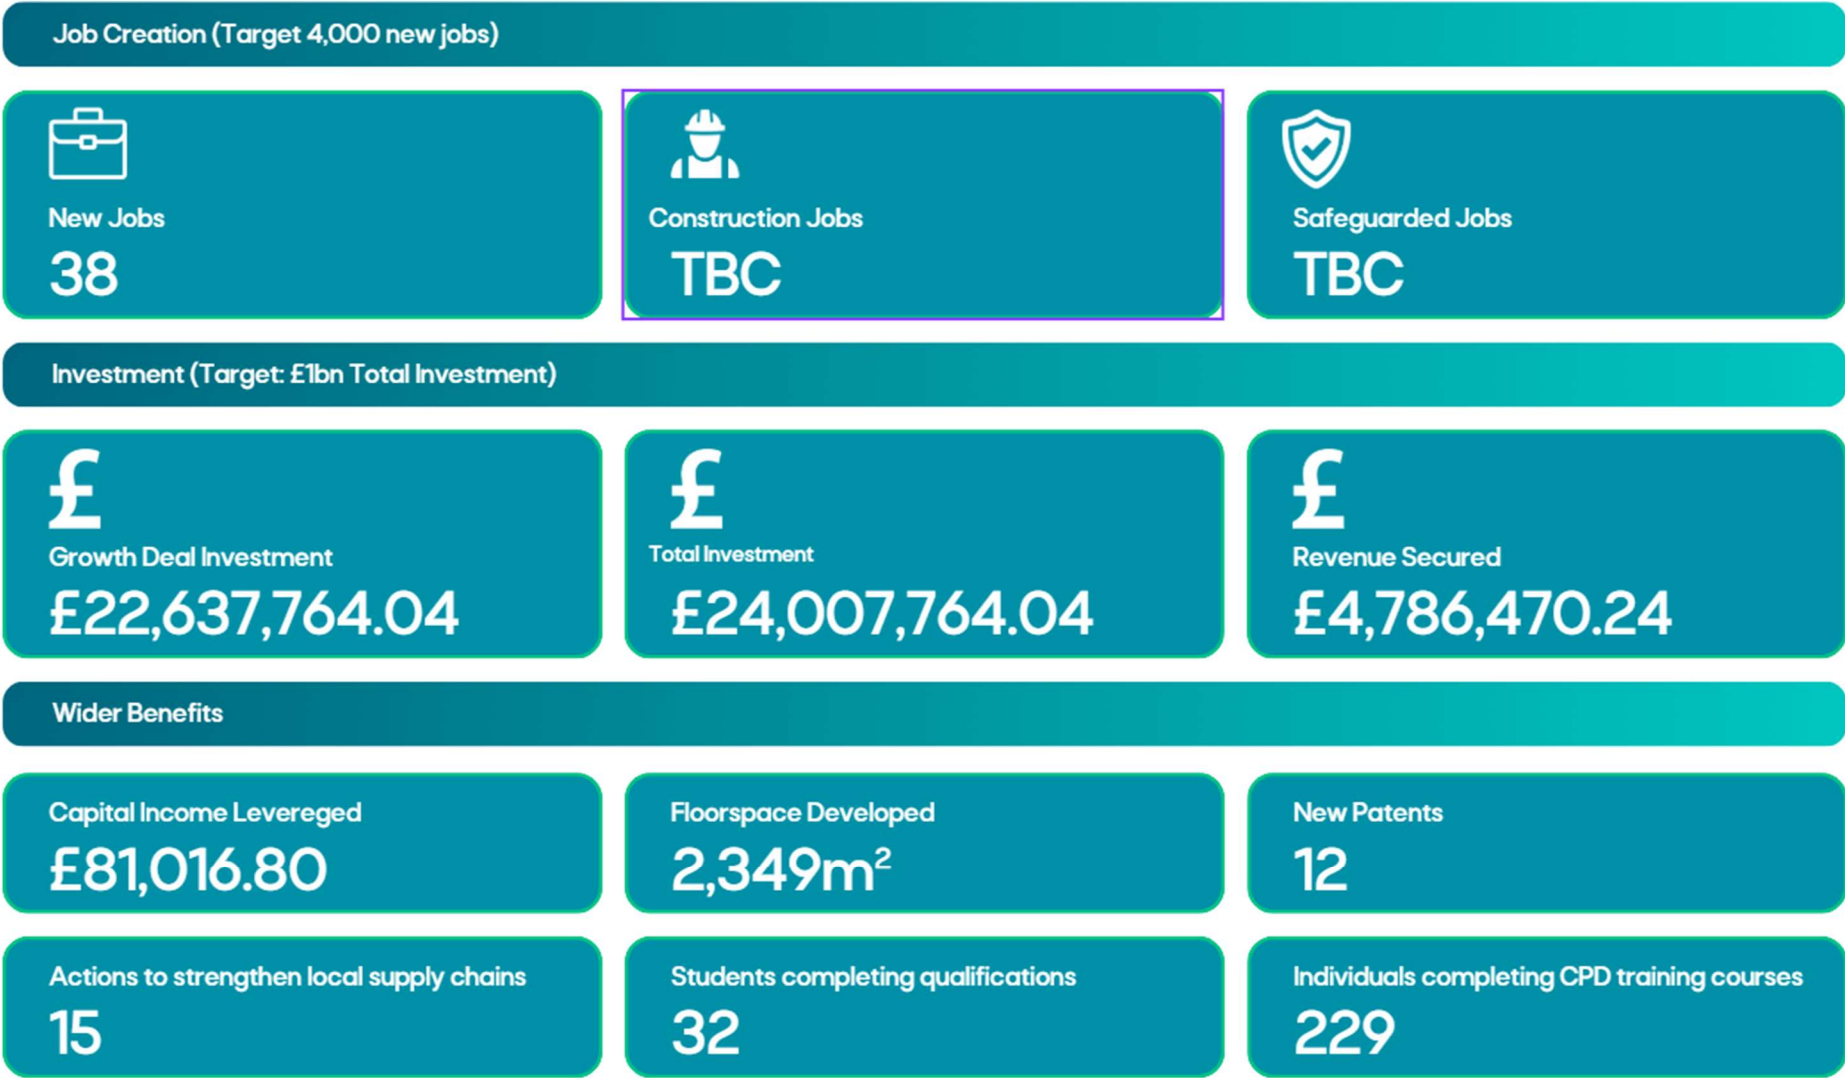 Job Creation (Target 4,000 new jobs)
New Jobs
38
Construction Jobs
TBC
Safeguarded Jobs
TBC
Investment (Target: £1bn Total Investment)
£
Growth Deal Investment
£22,637,764.04
£
Total Investment
£24,007,764.04
£
Revenue Secured
£4,786,470.24
Wider Benefits
Capital Income Levereged
£81,016.80
Floorspace Developed
2,349m²
New Patents
12
Actions to strengthen local supply chains
15
Students completing qualifications
32
Individuals completing CPD training courses
229